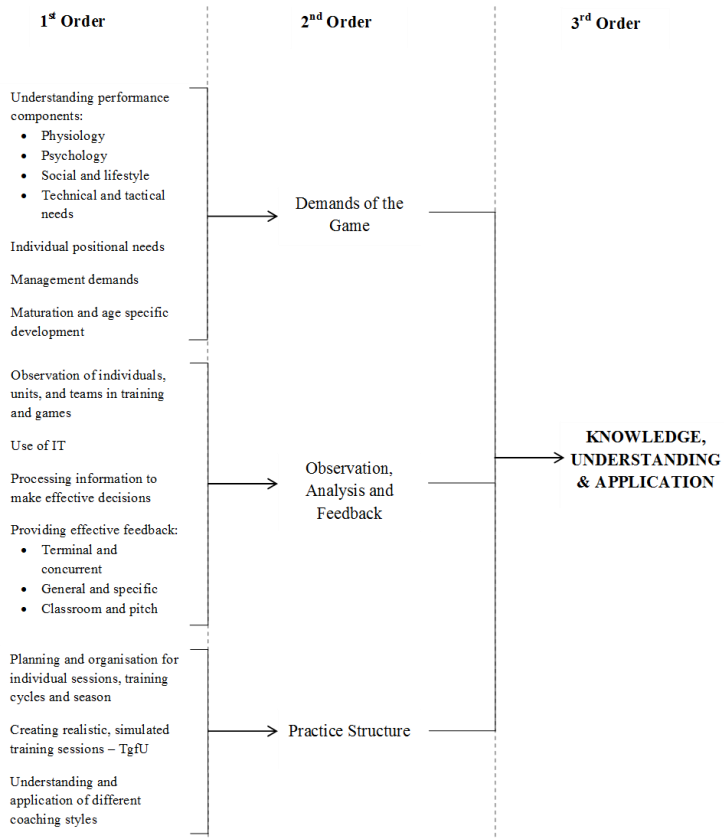 1st Order
2nd Order
3rd Order
Understanding performance
components:
• Physiology
• Psychology
• Social and lifestyle
• Technical and tactical
needs
Individual positional needs
Management demands
Maturation and age specific
development
Demands of the
Game
Observation of individuals,
units, and teams in training
and games
Use of IT
Processing information to
make effective decisions
Providing effective feedback:
• Terminal and
concurrent
• General and specific
• Classroom and pitch
Observation,
Analysis and
Feedback
Planning and organisation for
individual sessions, training
cycles and season
Creating realistic, simulated
training sessions – TgfU
Understanding and
application of different
coaching styles
Practice Structure
KNOWLEDGE,
UNDERSTANDING
& APPLICATION